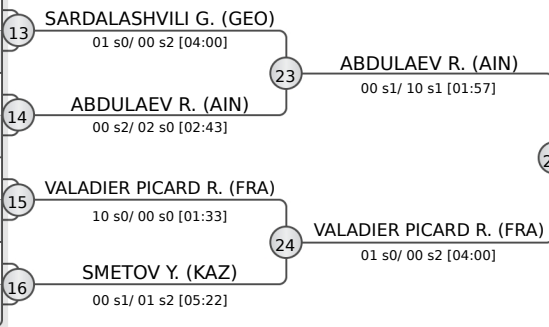 13
SARDALASHVILI G. (GEO)
01 s0/ 00 s2 [04:00]
23
ABDULAEV R. (AIN)
00 s1/ 10 s1 [01:57]
14
ABDULAEV R. (AIN)
00 s2/ 02 s0 [02:43]
15
VALADIER PICARD R. (FRA)
10 s0/ 00 s0 [01:33]
24
VALADIER PICARD R. (FRA)
01 s0/ 00 s2 [04:00]
16
SMETOV Y. (KAZ)
00 s1/ 01 s2 [05:22]